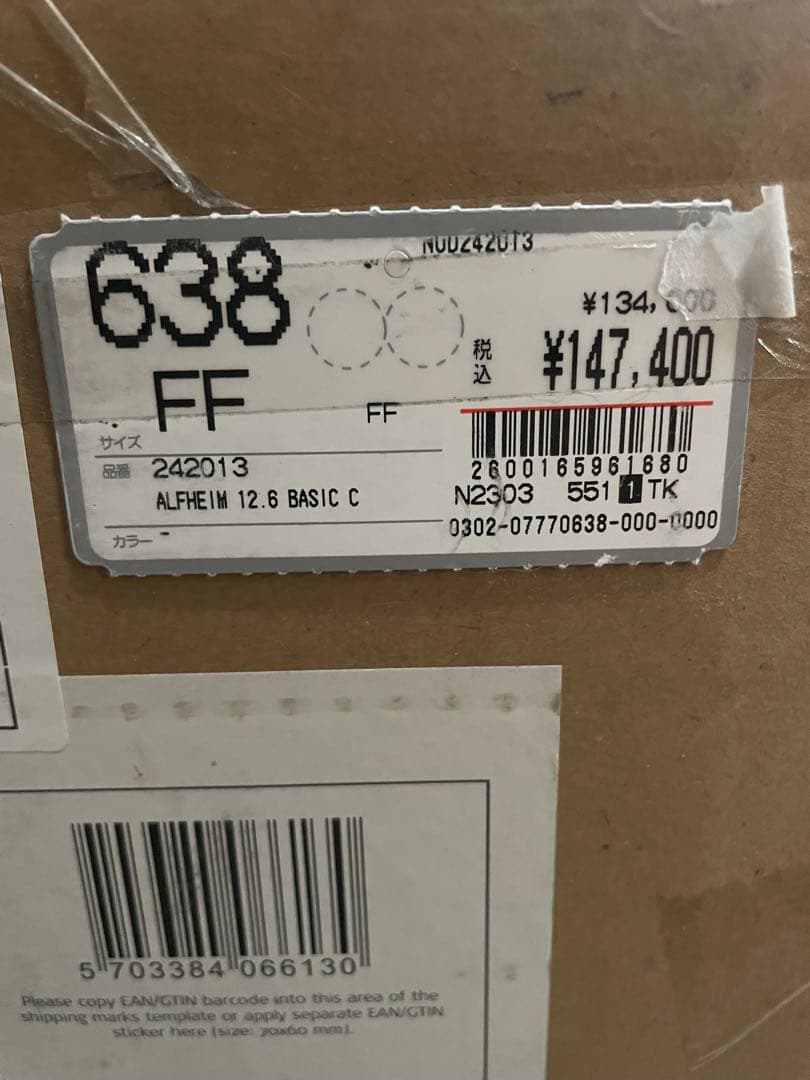 638
NOD242013
¥134,000
税込 ¥147,400
FF
FF
サイズ
品番 242013
ALFHEIM 12.6 BASIC C
カラー -
2600165961680
N2303 551 1 TK
0302-07770638-000-0000
5 703384 066130
Please copy EAN/GTIN barcode into this area of the
shipping marks template or apply separate EAN/GTIN
sticker here (size: 70x60 mm).